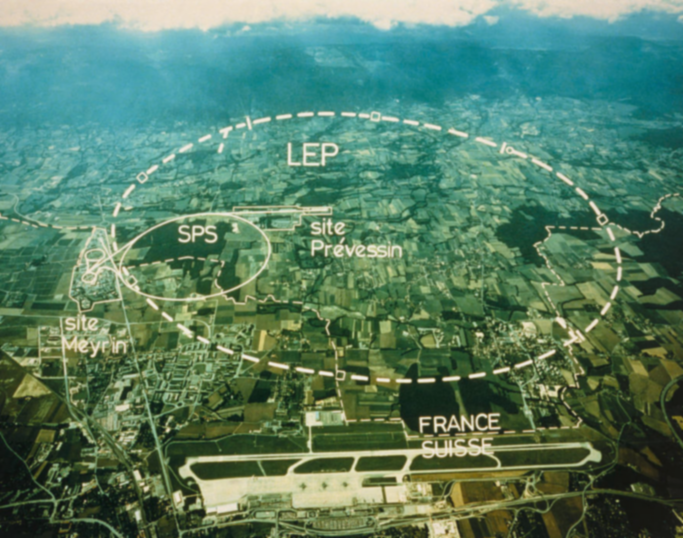 LEP
SPS
site
Prévessin
site
Meyrin
FRANCE
SUISSE